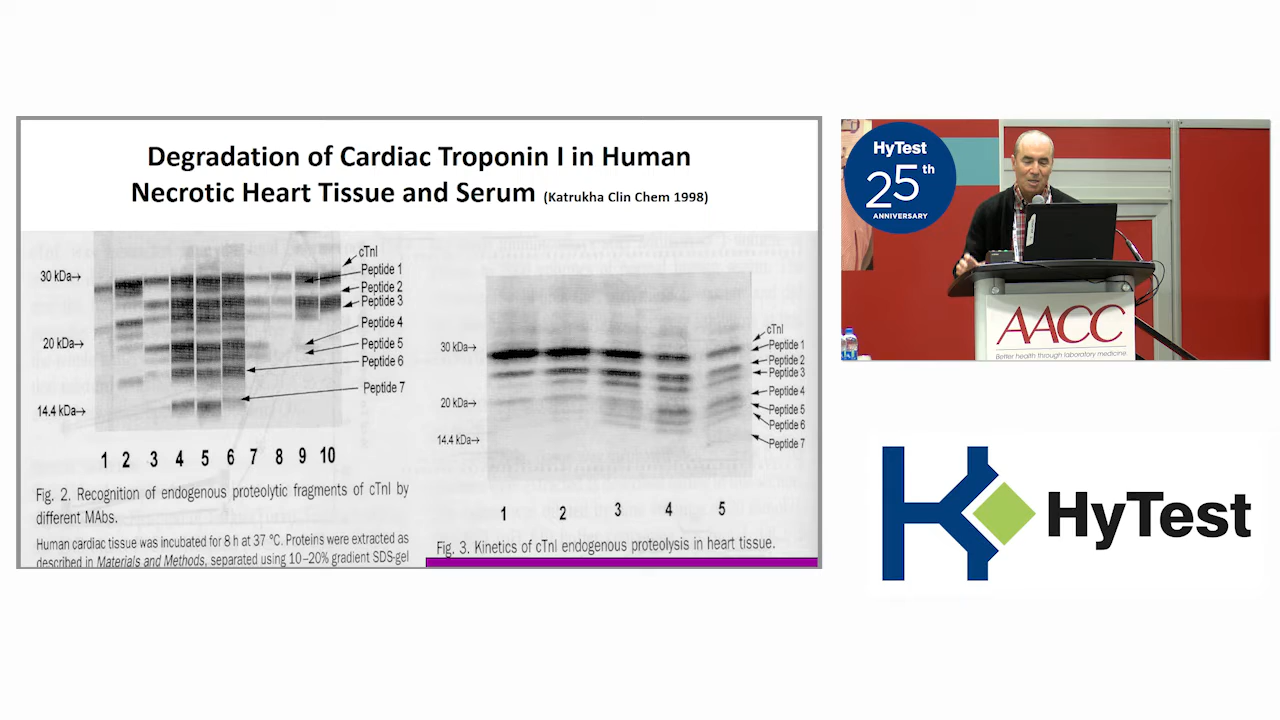 Degradation of Cardiac Troponin I in Human
Necrotic Heart Tissue and Serum (Katrukha Clin Chem 1998)
30 kDa→
20 kDa→
14.4 kDa→
cTnI
Peptide 1
Peptide 2
Peptide 3
Peptide 4
Peptide 5
Peptide 6
Peptide 7
1 2 3 4 5 6 7 8 9 10
Fig. 2. Recognition of endogenous proteolytic fragments of cTnI by
different MAbs.
Human cardiac tissue was incubated for 8 h at 37 °C. Proteins were extracted as
described in Materials and Methods, separated using 10–20% gradient SDS-gel
30 kDa→
20 kDa→
14.4 kDa→
cTnI
Peptide 1
Peptide 2
Peptide 3
Peptide 4
Peptide 5
Peptide 6
Peptide 7
1 2 3 4 5
Fig. 3. Kinetics of cTnI endogenous proteolysis in heart tissue.
HyTest
25th
ANNIVERSARY
AACC
Better health through laboratory medicine
HyTest